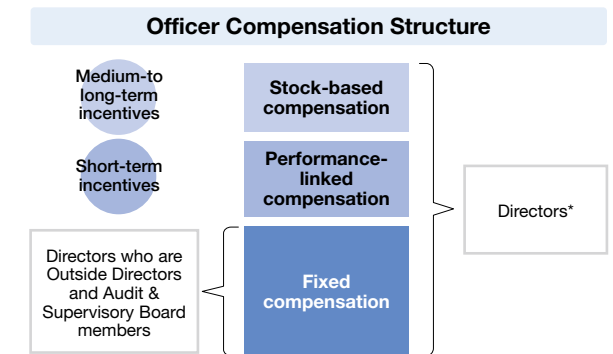 Officer Compensation Structure
Medium-to
long-term
incentives
Stock-based
compensation
Short-term
incentives
Performance-
linked
compensation
Directors*
Directors who are
Outside Directors
and Audit &
Supervisory Board
members
Fixed
compensation